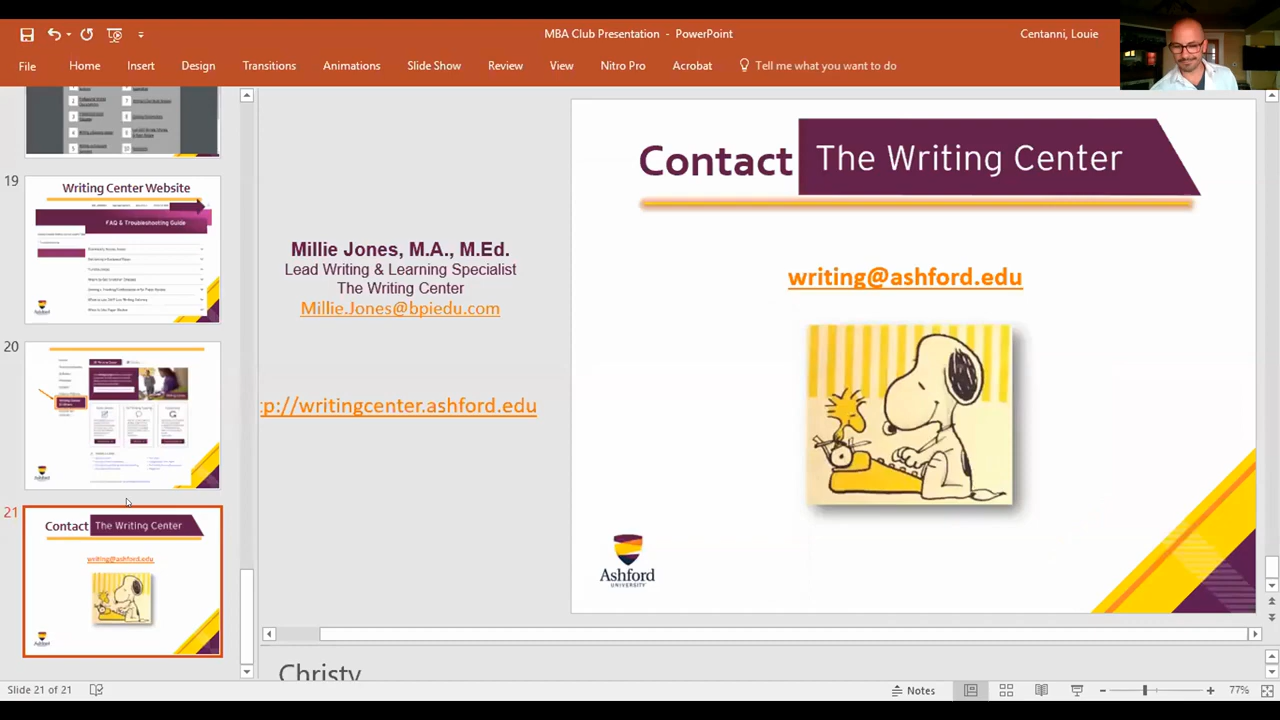 MBA Club Presentation - PowerPoint
Centanni, Louie
File Home Insert Design Transitions Animations Slide Show Review View Nitro Pro Acrobat Tell me what you want to do
19
Writing Center Website
FAQ & Troubleshooting Guide
20
21
Contact The Writing Center
writing@ashford.edu
Millie Jones, M.A., M.Ed.
Lead Writing & Learning Specialist
The Writing Center
Millie.Jones@bpiedu.com
p://writingcenter.ashford.edu
Contact The Writing Center
writing@ashford.edu
Ashford
UNIVERSITY
Christy
Slide 21 of 21
Notes
77%